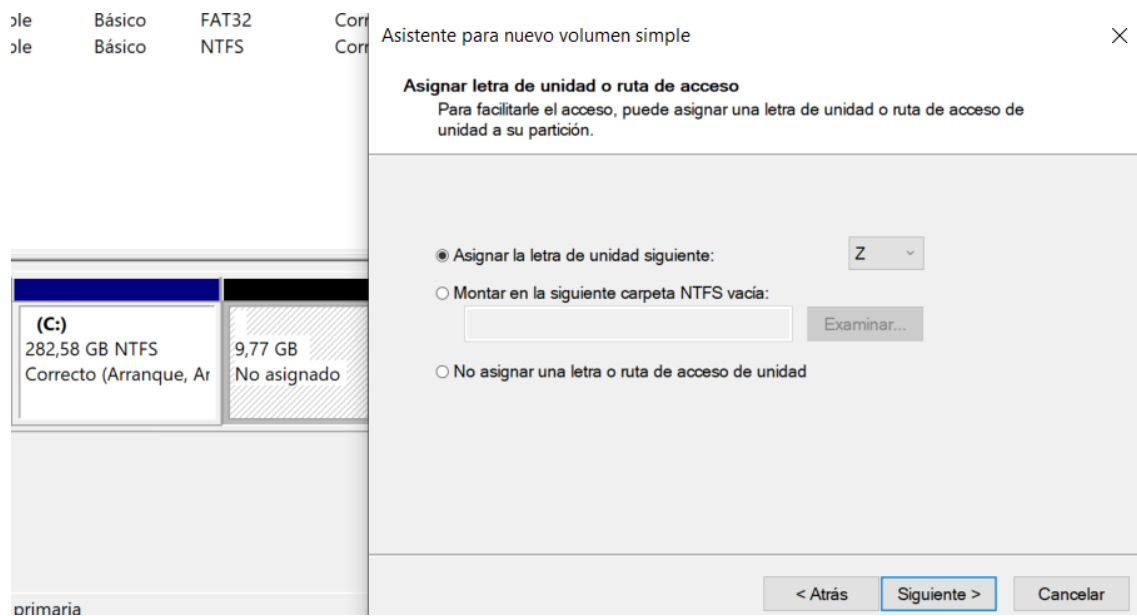 ple Básico FAT32 Corr
ple Básico NTFS Corr
Asistente para nuevo volumen simple
Asignar letra de unidad o ruta de acceso
Para facilitarle el acceso, puede asignar una letra de unidad o ruta de acceso de
unidad a su partición.
Asignar la letra de unidad siguiente: Z
Montar en la siguiente carpeta NTFS vacía:
Examinar...
No asignar una letra o ruta de acceso de unidad
(C:)
282,58 GB NTFS
Correcto (Arranque, Ar
9,77 GB
No asignado
< Atrás Siguiente > Cancelar
primaria